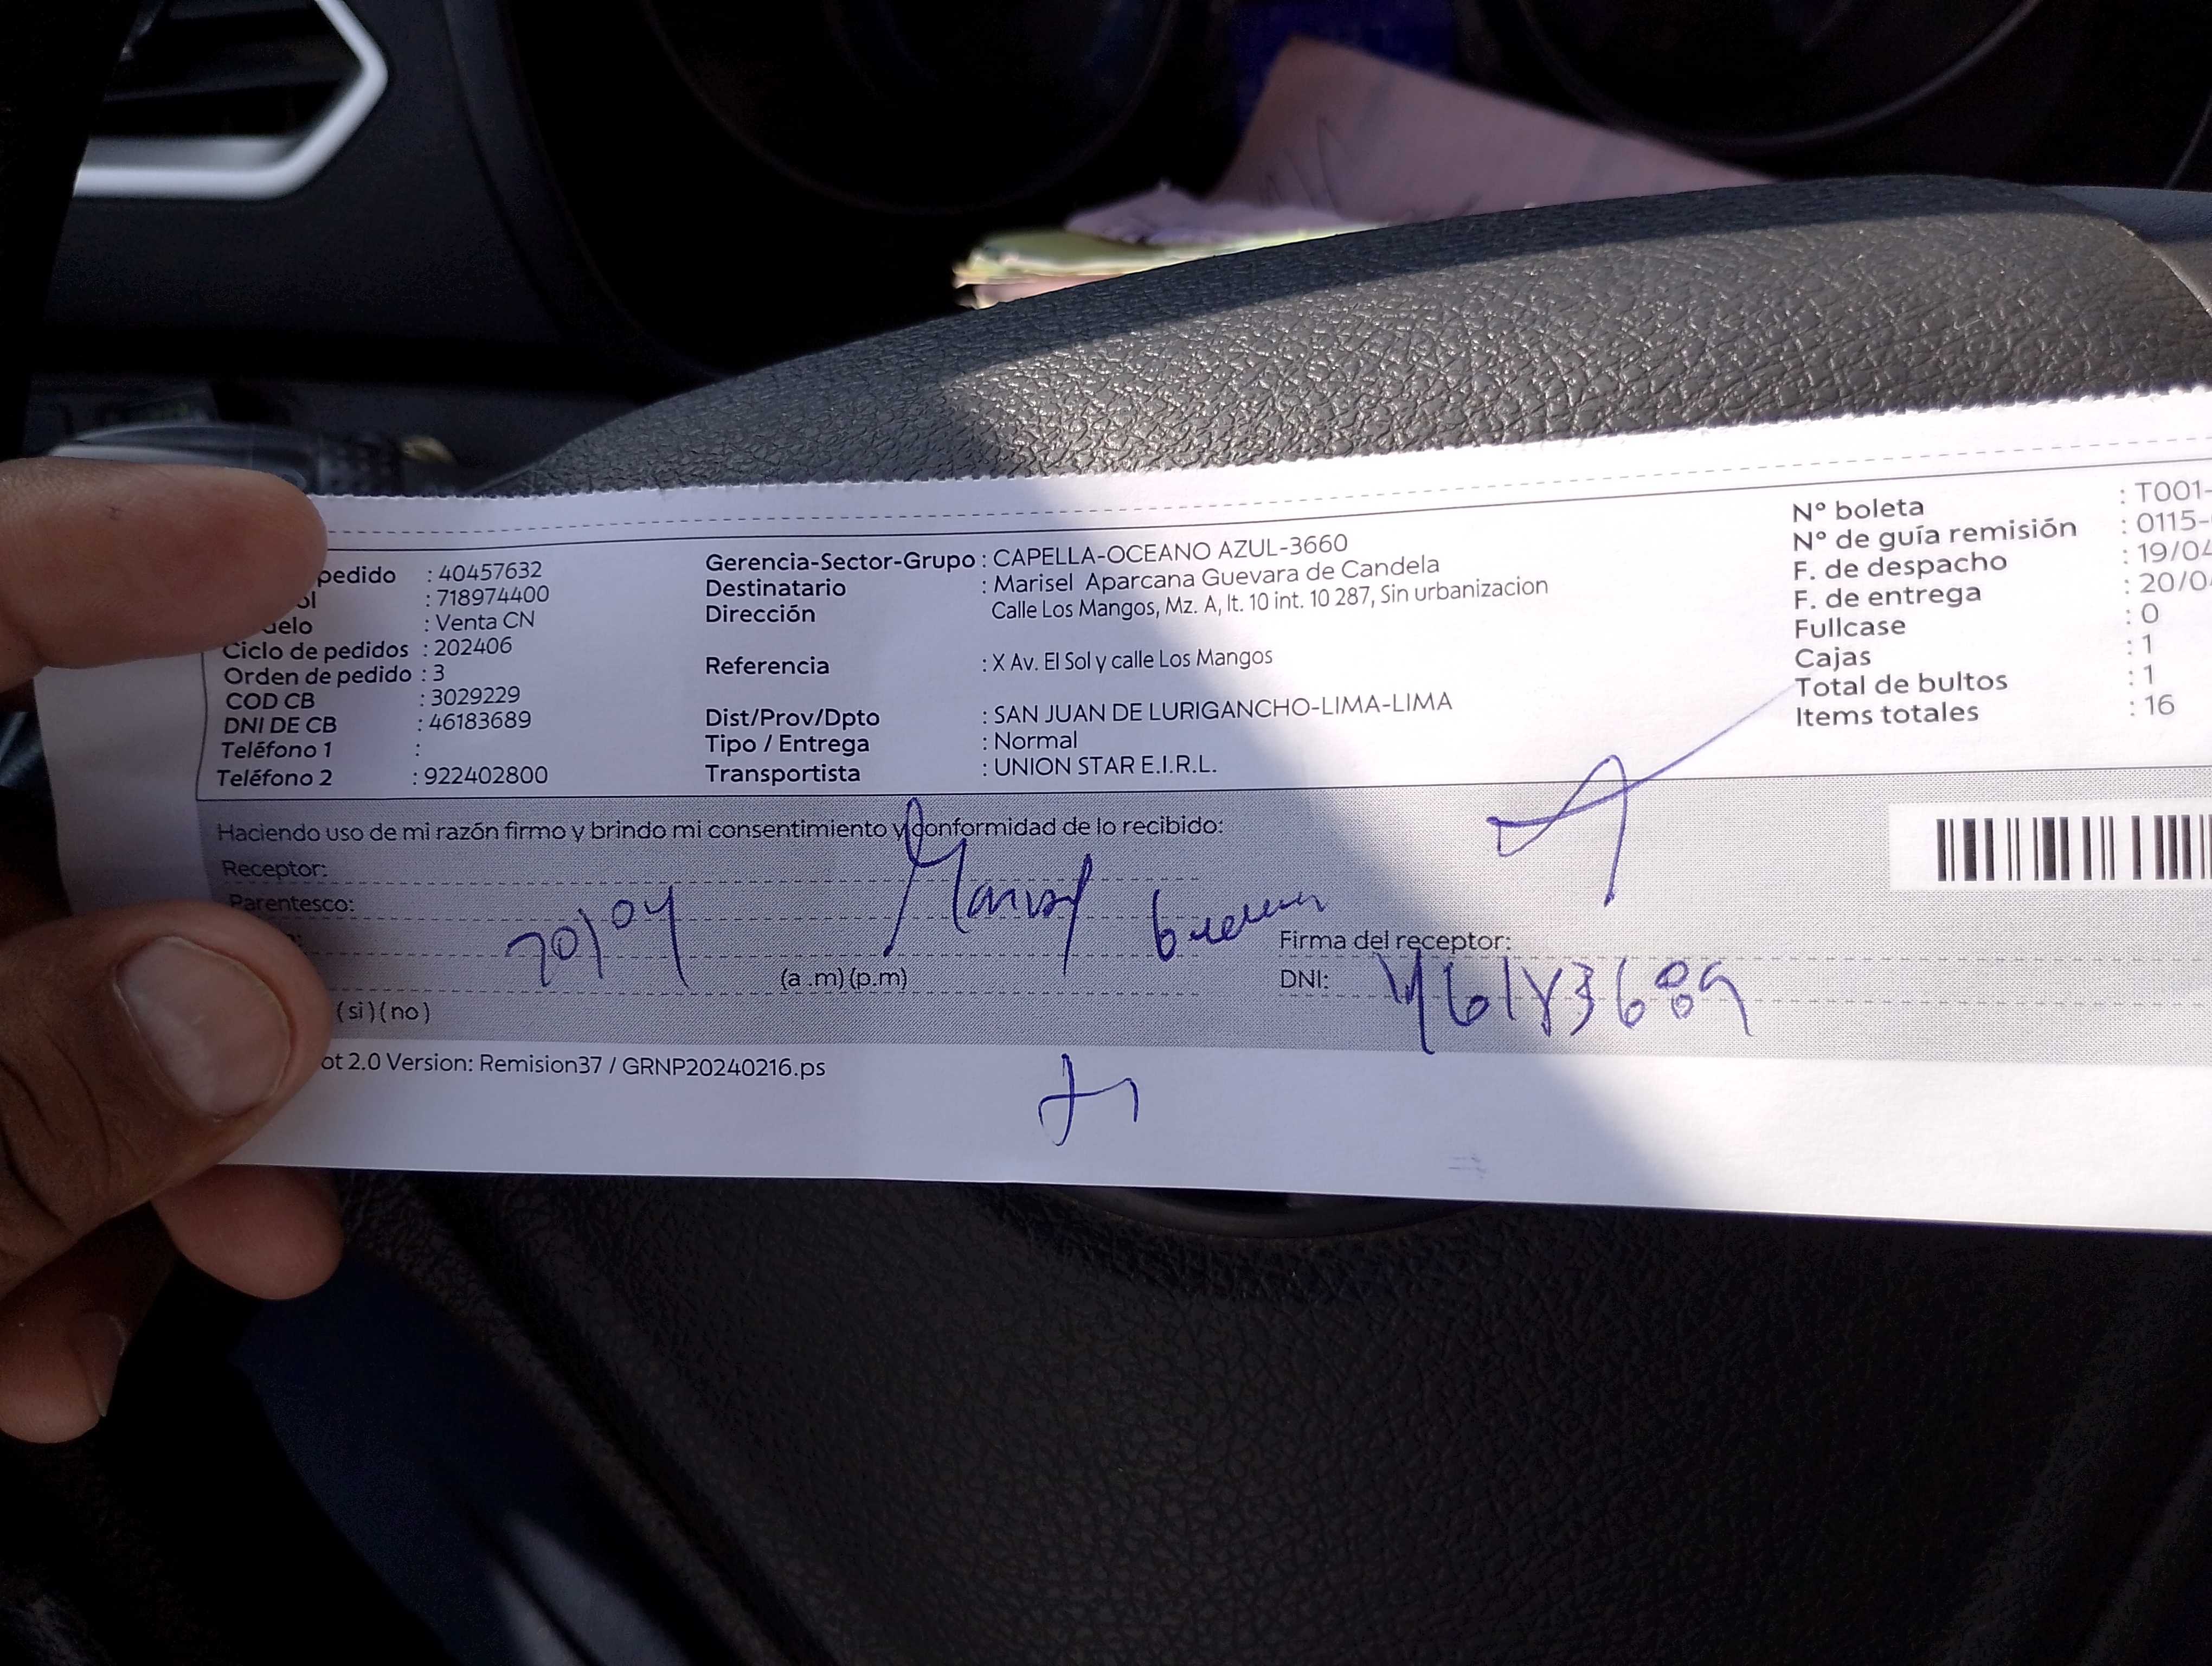 pedido : 40457632
: 718974400
: Venta CN
Ciclo de pedidos : 202406
Orden de pedido : 3
COD CB : 3029229
DNI DE CB : 46183689
Teléfono 1 :
Teléfono 2 : 922402800
Gerencia-Sector-Grupo : CAPELLA-OCEANO AZUL-3660
Destinatario : Marisel Aparcana Guevara de Candela
Dirección Calle Los Mangos, Mz. A, lt. 10 int. 10 287, Sin urbanizacion
Referencia : X Av. El Sol y calle Los Mangos
Dist/Prov/Dpto : SAN JUAN DE LURIGANCHO-LIMA-LIMA
Tipo / Entrega : Normal
Transportista : UNION STAR E.I.R.L.
Nº boleta : T001-
Nº de guía remisión : 0115-
F. de despacho : 19/04
F. de entrega : 20/0
Fullcase : 0
Cajas : 1
Total de bultos : 1
Items totales : 16
Haciendo uso de mi razón firmo y brindo mi consentimiento y conformidad de lo recibido:
Receptor:
Parentesco:
20/04
Firma del receptor:
(a .m) (p.m)
DNI: 46183689
(si) (no)
ot 2.0 Version: Remision37 / GRNP20240216.ps